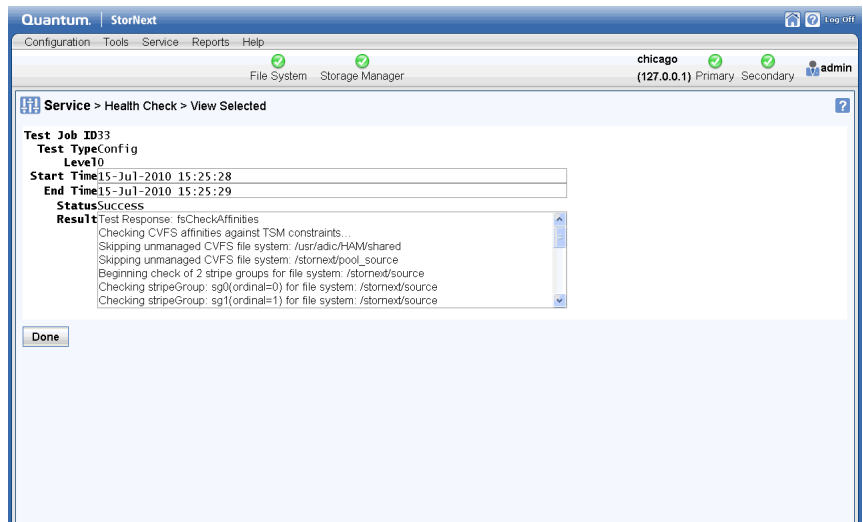 Quantum. | StorNext
Log Off
Configuration Tools Service Reports Help
File System Storage Manager
chicago
(127.0.0.1) Primary Secondary
admin
Service > Health Check > View Selected
?
Test Job ID33
Test TypeConfig
Level0
Start Time15-Jul-2010 15:25:28
End Time15-Jul-2010 15:25:29
StatusSuccess
ResultTest Response: fsCheckAffinities
Checking CVFS affinities against TSM constraints...
Skipping unmanaged CVFS file system: /usr/adic/HAM/shared
Skipping unmanaged CVFS file system: /stornext/pool_source
Beginning check of 2 stripe groups for file system: /stornext/source
Checking stripeGroup: sg0(ordinal=0) for file system: /stornext/source
Checking stripeGroup: sg1(ordinal=1) for file system: /stornext/source
Done